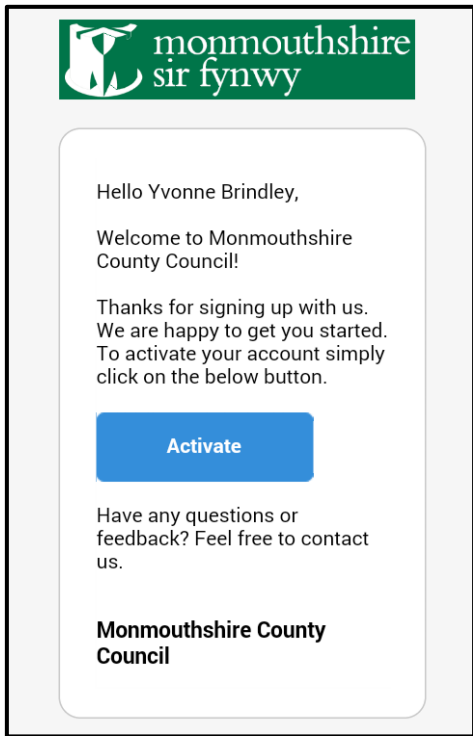 monmouthshire
sir fynwy
Hello Yvonne Brindley,
Welcome to Monmouthshire
County Council!
Thanks for signing up with us.
We are happy to get you started.
To activate your account simply
click on the below button.
Activate
Have any questions or
feedback? Feel free to contact
us.
Monmouthshire County
Council